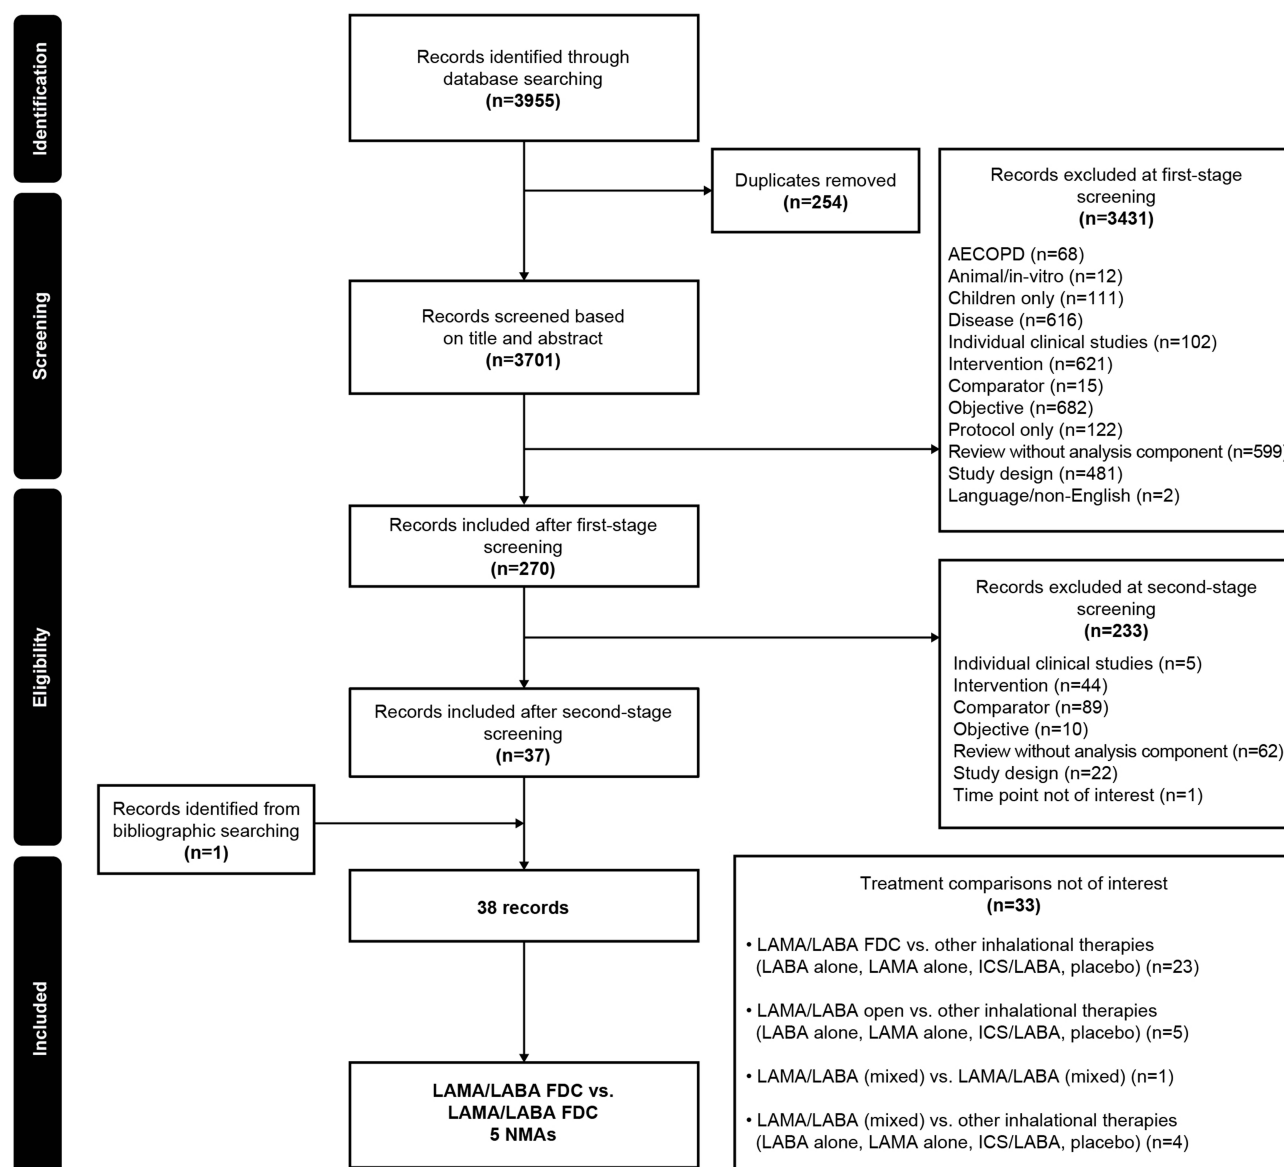 Identification
Records identified through
database searching
(n=3955)
Duplicates removed
(n=254)
Records excluded at first-stage
screening
(n=3431)
AECOPD (n=68)
Animal/in-vitro (n=12)
Children only (n=111)
Disease (n=616)
Individual clinical studies (n=102)
Intervention (n=621)
Comparator (n=15)
Objective (n=682)
Protocol only (n=122)
Review without analysis component (n=599)
Study design (n=481)
Language/non-English (n=2)
Screening
Records screened based
on title and abstract
(n=3701)
Records included after first-stage
screening
(n=270)
Eligibility
Records excluded at second-stage
screening
(n=233)
Individual clinical studies (n=5)
Intervention (n=44)
Comparator (n=89)
Objective (n=10)
Review without analysis component (n=62)
Study design (n=22)
Time point not of interest (n=1)
Records included after second-stage
screening
(n=37)
Records identified from
bibliographic searching
(n=1)
Included
38 records
Treatment comparisons not of interest
(n=33)
• LAMA/LABA FDC vs. other inhalational therapies
(LABA alone, LAMA alone, ICS/LABA, placebo) (n=23)
• LAMA/LABA open vs. other inhalational therapies
(LABA alone, LAMA alone, ICS/LABA, placebo) (n=5)
• LAMA/LABA (mixed) vs. LAMA/LABA (mixed) (n=1)
• LAMA/LABA (mixed) vs. other inhalational therapies
(LABA alone, LAMA alone, ICS/LABA, placebo) (n=4)
LAMA/LABA FDC vs.
LAMA/LABA FDC
5 NMAs